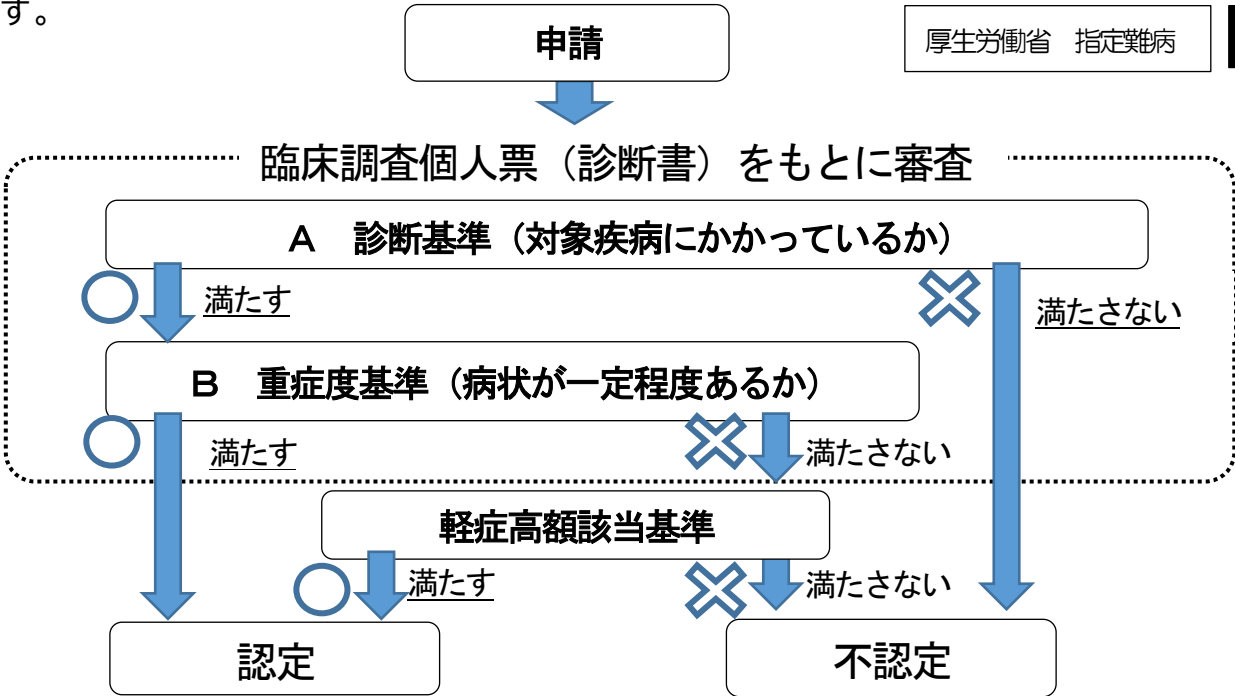 す。
厚生労働省　指定難病
申請
臨床調査個人票（診断書）をもとに審査
Ａ　診断基準（対象疾病にかかっているか）
満たす
満たさない
Ｂ　重症度基準（病状が一定程度あるか）
満たす
満たさない
軽症高額該当基準
満たす
満たさない
認定
不認定